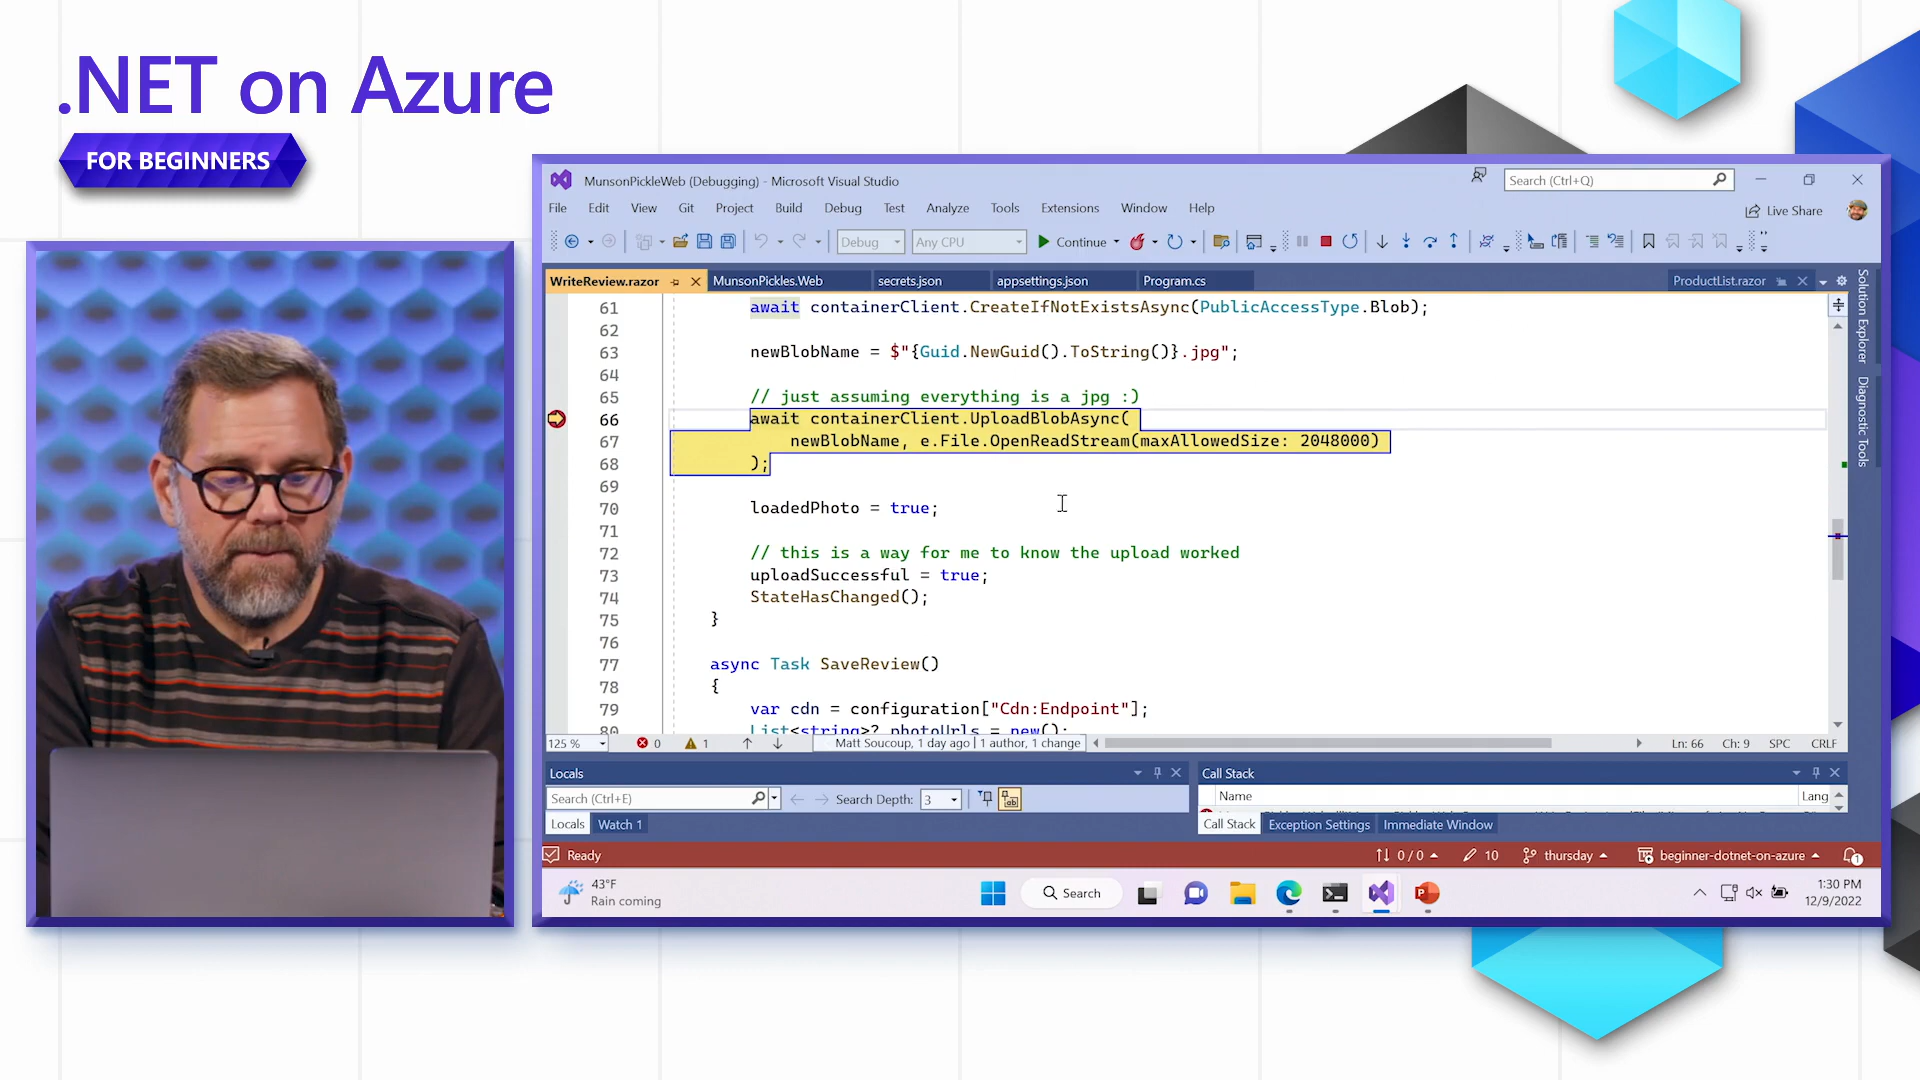 .NET on Azure
FOR BEGINNERS
MunsonPickleWeb (Debugging) - Microsoft Visual Studio
Search (Ctrl+Q)
File Edit View Git Project Build Debug Test Analyze Tools Extensions Window Help
Live Share
Debug Any CPU Continue
WriteReview.razor MunsonPickles.Web secrets.json appsettings.json Program.cs ProductList.razor
61 await containerClient.CreateIfNotExistsAsync(PublicAccessType.Blob);
62
63 newBlobName = $"{Guid.NewGuid().ToString()}.jpg";
64
65 // just assuming everything is a jpg :)
66 await containerClient.UploadBlobAsync(
67 newBlobName, e.File.OpenReadStream(maxAllowedSize: 2048000)
68 );
69
70 loadedPhoto = true;
71
72 // this is a way for me to know the upload worked
73 uploadSuccessful = true;
74 StateHasChanged();
75 }
76
77 async Task SaveReview()
78 {
79 var cdn = configuration["Cdn:Endpoint"];
80 List<string>? photoUrls = new();
Solution Explorer
Diagnostic Tools
125 % 0 1 Matt Soucoup, 1 day ago | 1 author, 1 change Ln: 66 Ch: 9 SPC CRLF
Locals
Search (Ctrl+E) Search Depth: 3
Locals Watch 1
Call Stack
Name Lang
Call Stack Exception Settings Immediate Window
Ready 0 / 0 10 thursday beginner-dotnet-on-azure 1
43°F
Rain coming
Search
1:30 PM
12/9/2022